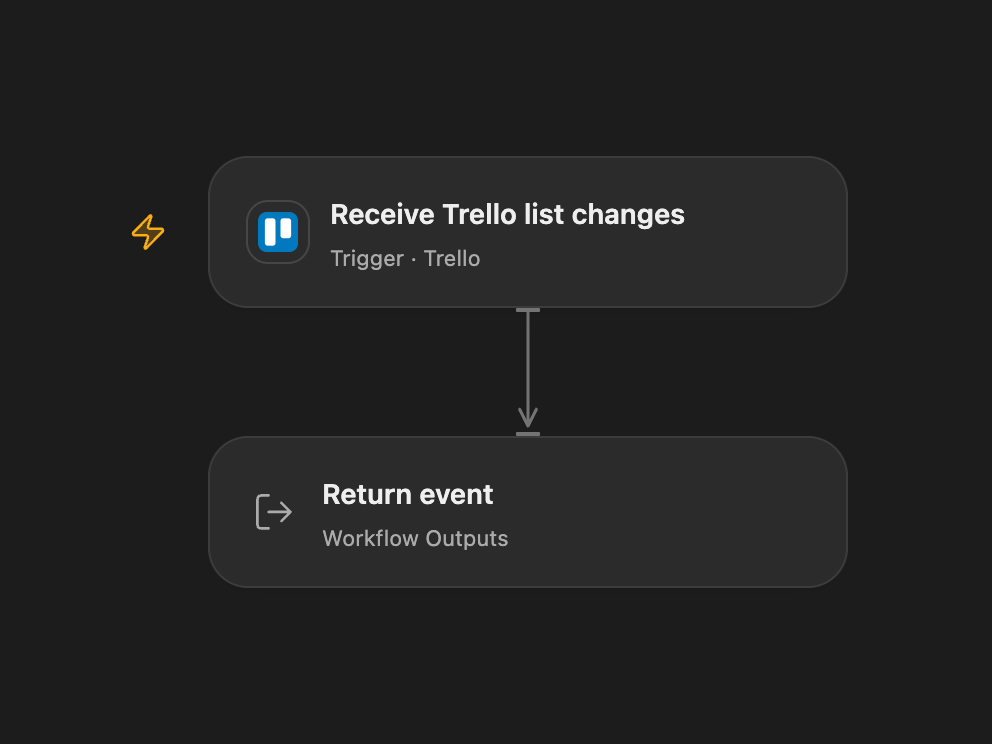 Receive Trello list changes
Trigger · Trello
Return event
Workflow Outputs